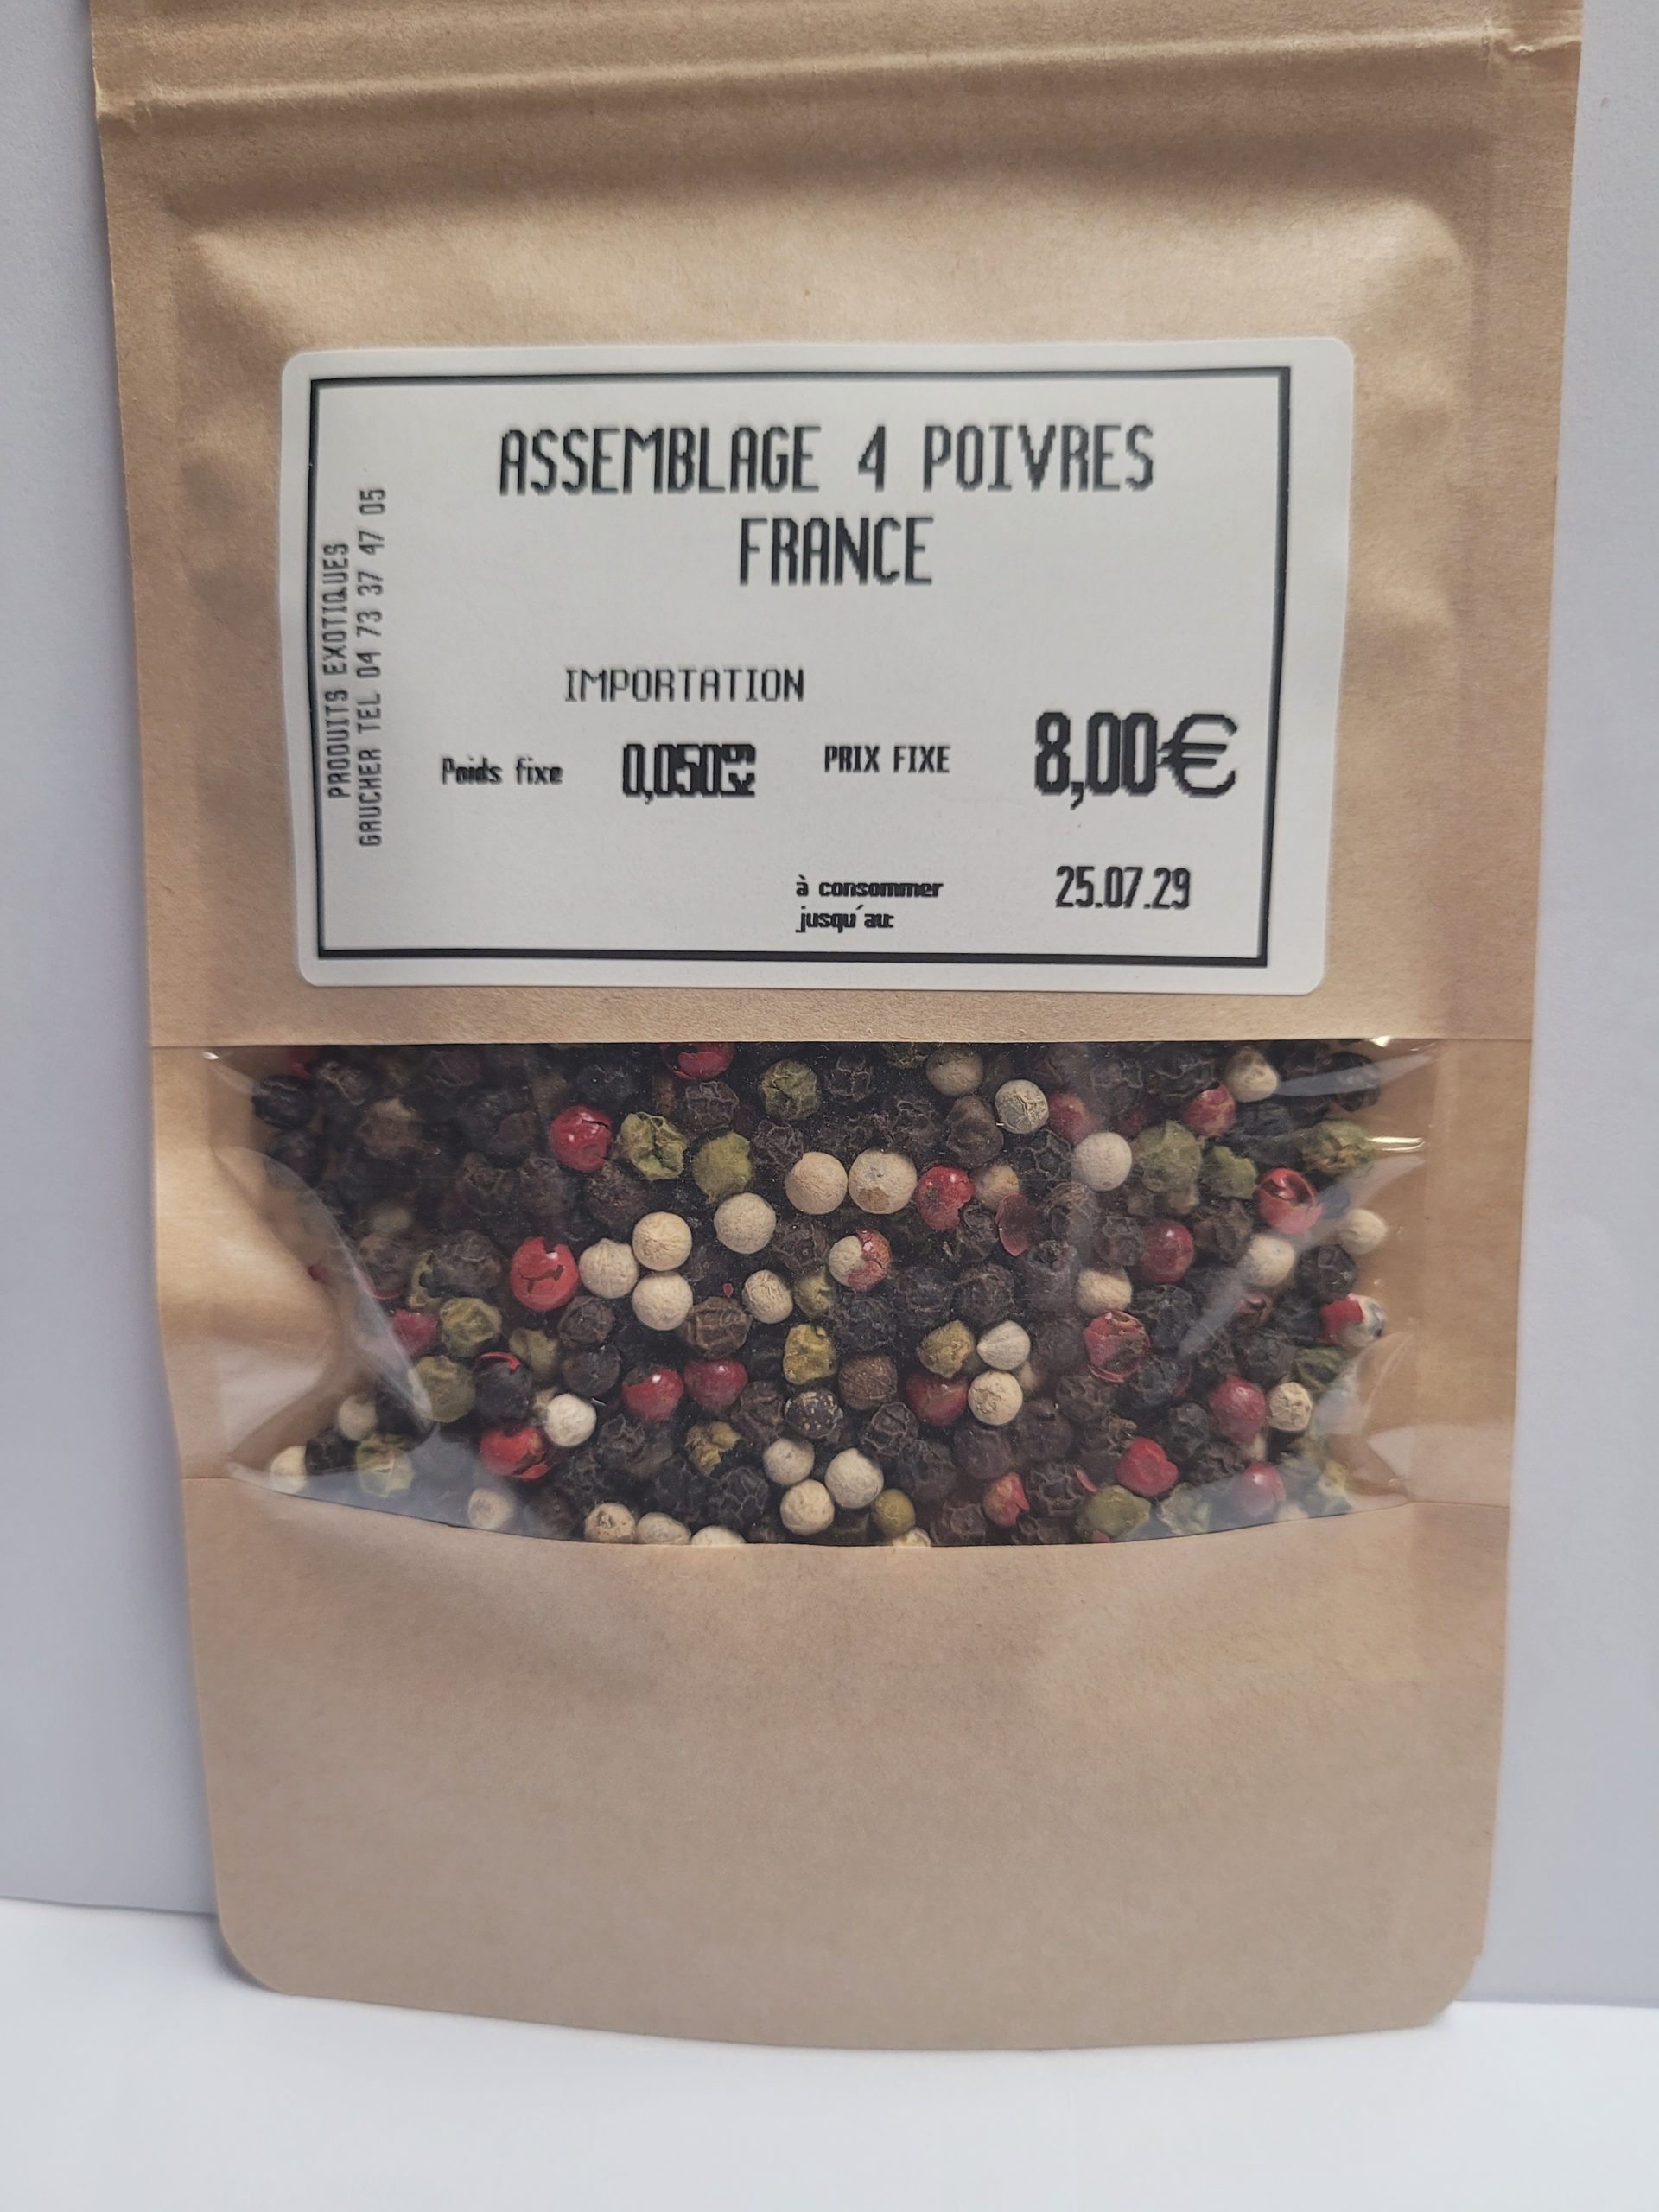 ASSEMBLAGE 4 POIVRES
FRANCE
PRODUITS EXOTIQUES
GAUCHER TEL 04 73 37 47 05
IMPORTATION
Poids fixe 0,050kg PRIX FIXE 8,00€
à consommer 25.07.29
jusqu'au: